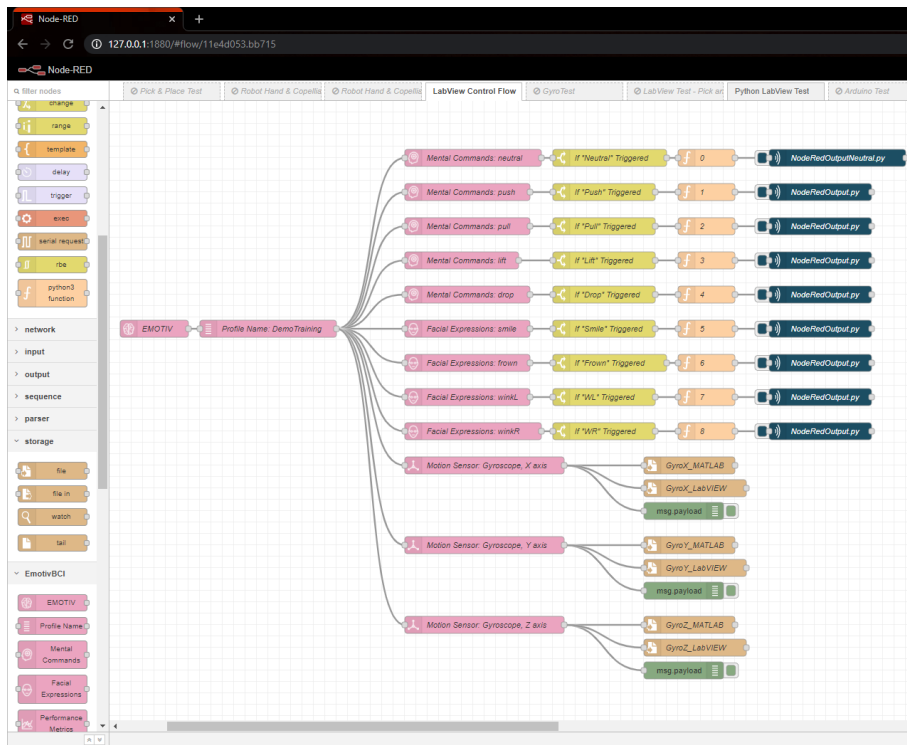 Node-RED
127.0.0.1:1880/#flow/11e4d053.bb715
Node-RED
filter nodes
Pick & Place Test
Robot Hand & Copellia
Robot Hand & Copellia
LabView Control Flow
GyroTest
LabView Test - Pick an
Python LabView Test
Arduino Test
change
range
template
delay
trigger
exec
serial request
rbe
python3
function
network
input
output
sequence
parser
storage
file
file in
watch
tail
EmotivBCI
EMOTIV
Profile Name
Mental
Commands
Facial
Expressions
Performance
Metrics
EMOTIV
Profile Name: DemoTraining
Mental Commands: neutral
If "Neutral" Triggered
0
NodeRedOutputNeutral.py
Mental Commands: push
If "Push" Triggered
1
NodeRedOutput.py
Mental Commands: pull
If "Pull" Triggered
2
NodeRedOutput.py
Mental Commands: lift
If "Lift" Triggered
3
NodeRedOutput.py
Mental Commands: drop
If "Drop" Triggered
4
NodeRedOutput.py
Facial Expressions: smile
If "Smile" Triggered
5
NodeRedOutput.py
Facial Expressions: frown
If "Frown" Triggered
6
NodeRedOutput.py
Facial Expressions: winkL
If "WL" Triggered
7
NodeRedOutput.py
Facial Expressions: winkR
If "WR" Triggered
8
NodeRedOutput.py
Motion Sensor: Gyroscope, X axis
GyroX_MATLAB
GyroX_LabVIEW
msg.payload
Motion Sensor: Gyroscope, Y axis
GyroY_MATLAB
GyroY_LabVIEW
msg.payload
Motion Sensor: Gyroscope, Z axis
GyroZ_MATLAB
GyroZ_LabVIEW
msg.payload